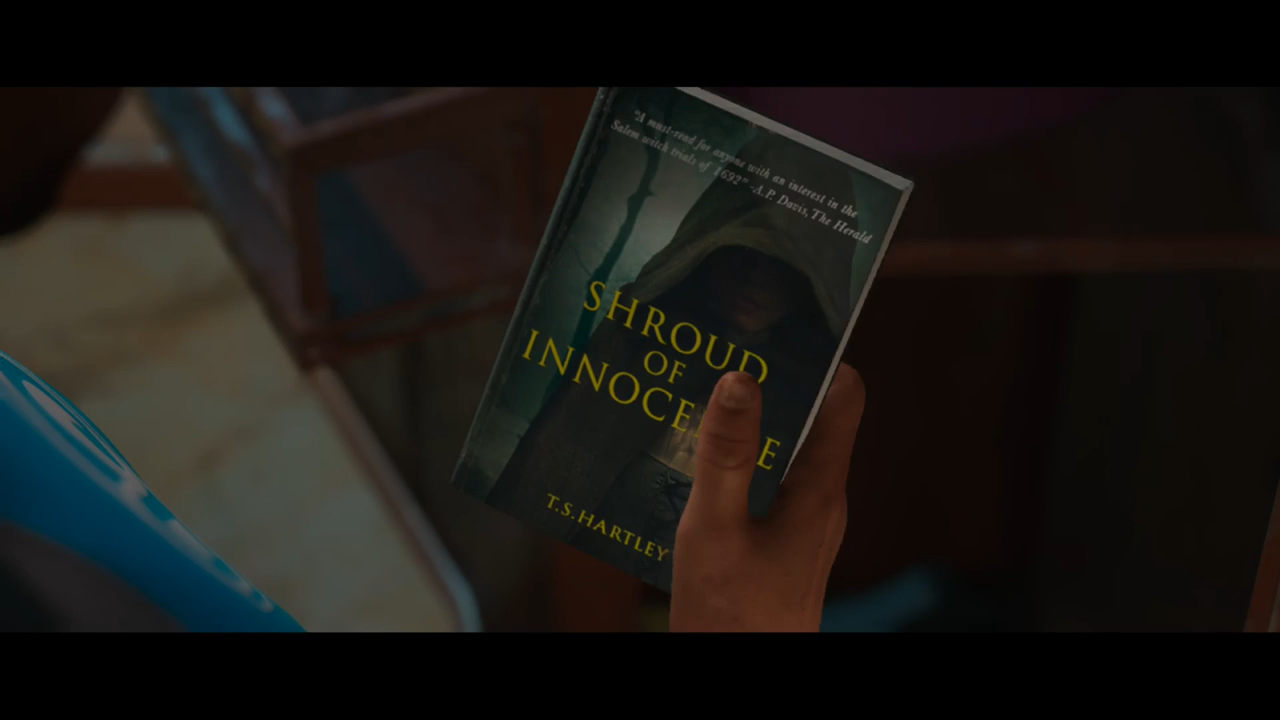 "A must-read for anyone with an interest in the
Salem witch trials of 1692" -A.P. Davis, The Herald
SHROUD
OF
INNOCE E
T.S.HARTLEY